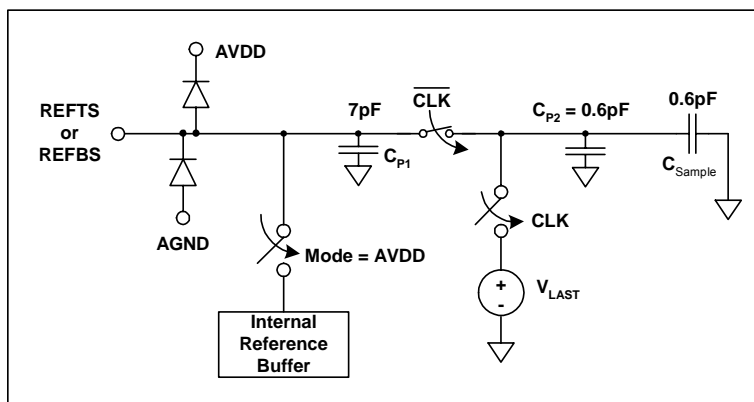 AVDD
REFTS
or
REFBS
AGND
7pF
C_P1
CLK
C_P2 = 0.6pF
0.6pF
C_Sample
CLK
Mode = AVDD
+
-
V_LAST
Internal
Reference
Buffer